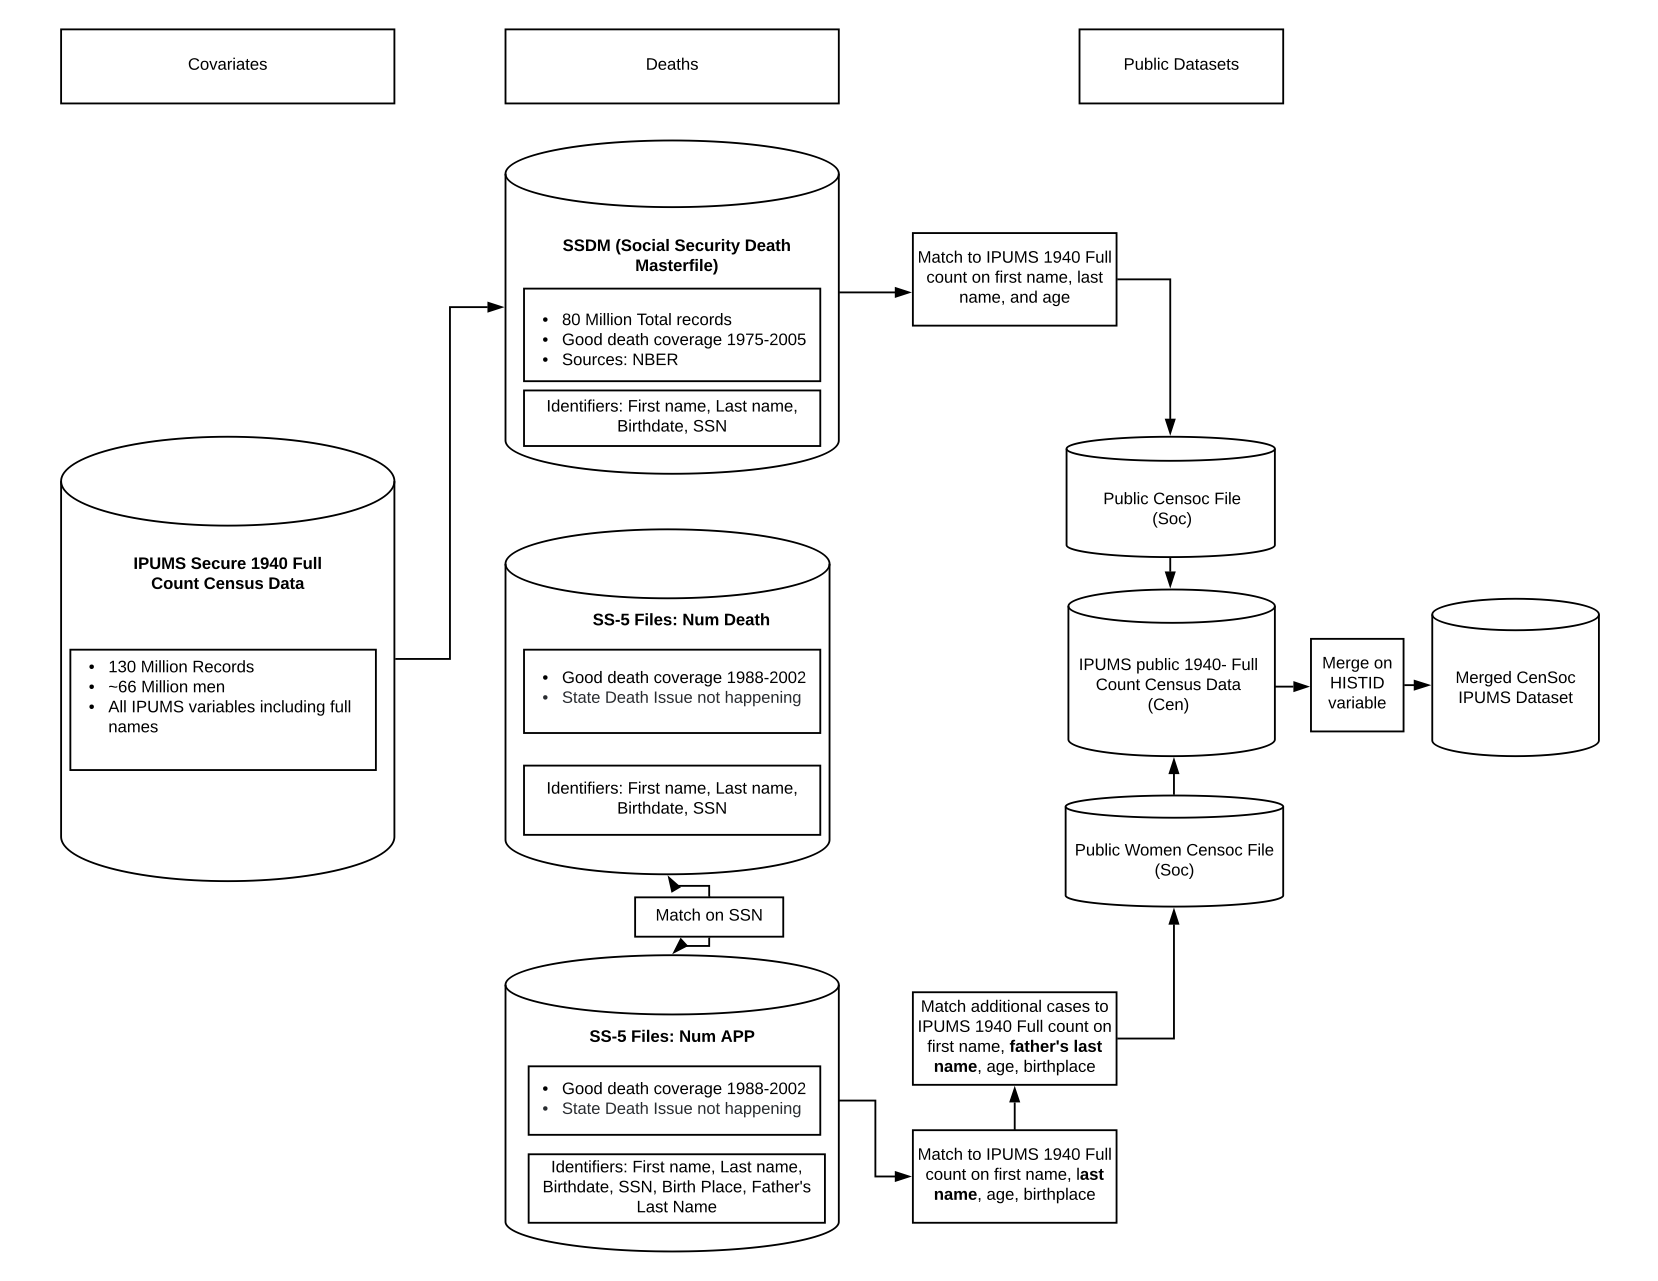 Covariates
Deaths
Public Datasets
SSDM (Social Security Death
Masterfile)
• 80 Million Total records
• Good death coverage 1975-2005
• Sources: NBER
Identifiers: First name, Last name,
Birthdate, SSN
Match to IPUMS 1940 Full
count on first name, last
name, and age
IPUMS Secure 1940 Full
Count Census Data
• 130 Million Records
• ~66 Million men
• All IPUMS variables including full
names
SS-5 Files: Num Death
• Good death coverage 1988-2002
• State Death Issue not happening
Identifiers: First name, Last name,
Birthdate, SSN
Match on SSN
SS-5 Files: Num APP
• Good death coverage 1988-2002
• State Death Issue not happening
Identifiers: First name, Last name,
Birthdate, SSN, Birth Place, Father's
Last Name
Match to IPUMS 1940 Full
count on first name, last
name, age, birthplace
Match additional cases to
IPUMS 1940 Full count on
first name, father's last
name, age, birthplace
Public Censoc File
(Soc)
IPUMS public 1940- Full
Count Census Data
(Cen)
Public Women Censoc File
(Soc)
Merge on
HISTID
variable
Merged CenSoc
IPUMS Dataset